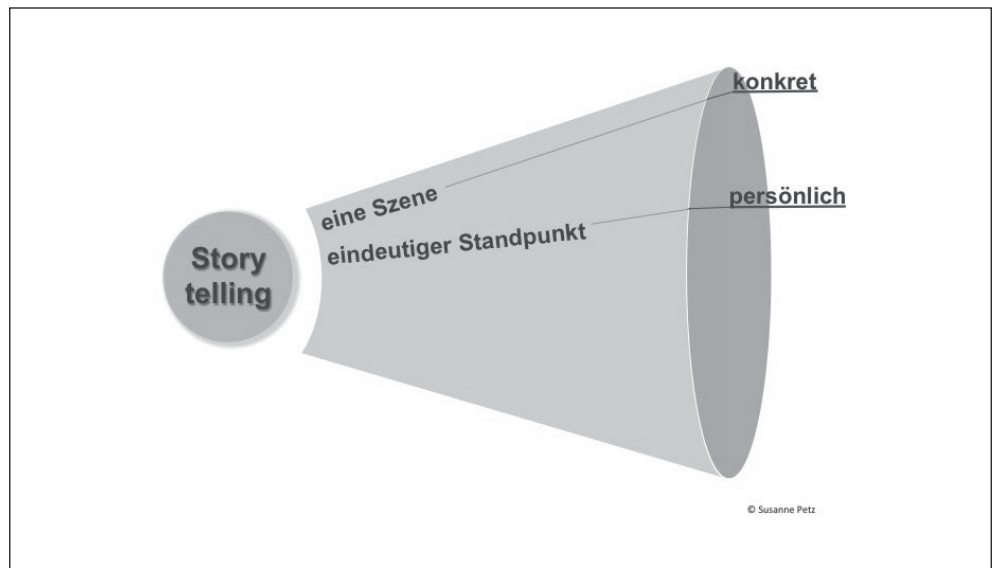 konkret
eine Szene
persönlich
eindeutiger Standpunkt
Story
telling
© Susanne Petz